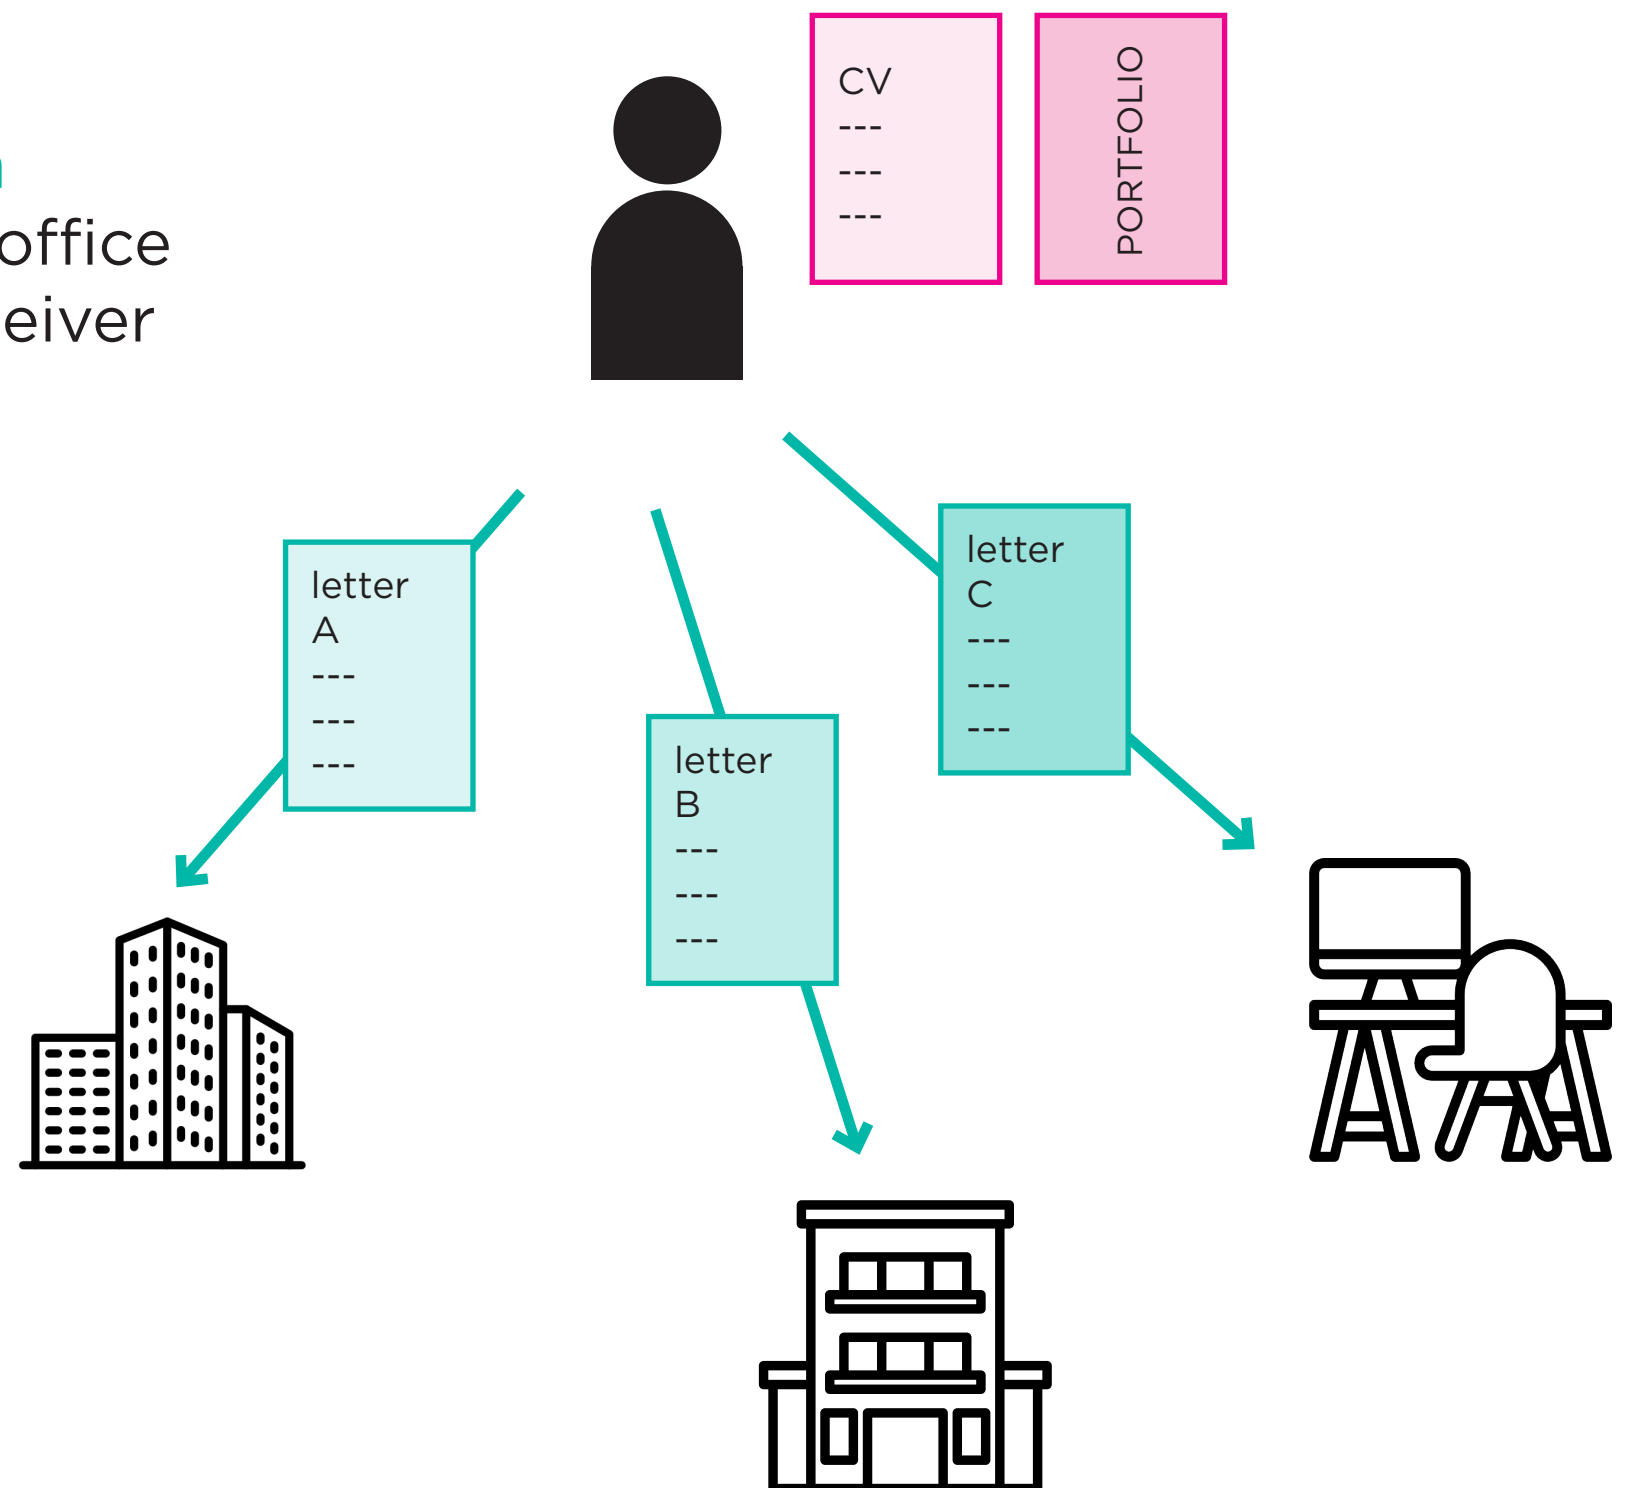 office
eiver
CV
---
---
---
PORTFOLIO
letter
A
---
---
---
letter
B
---
---
---
letter
C
---
---
---